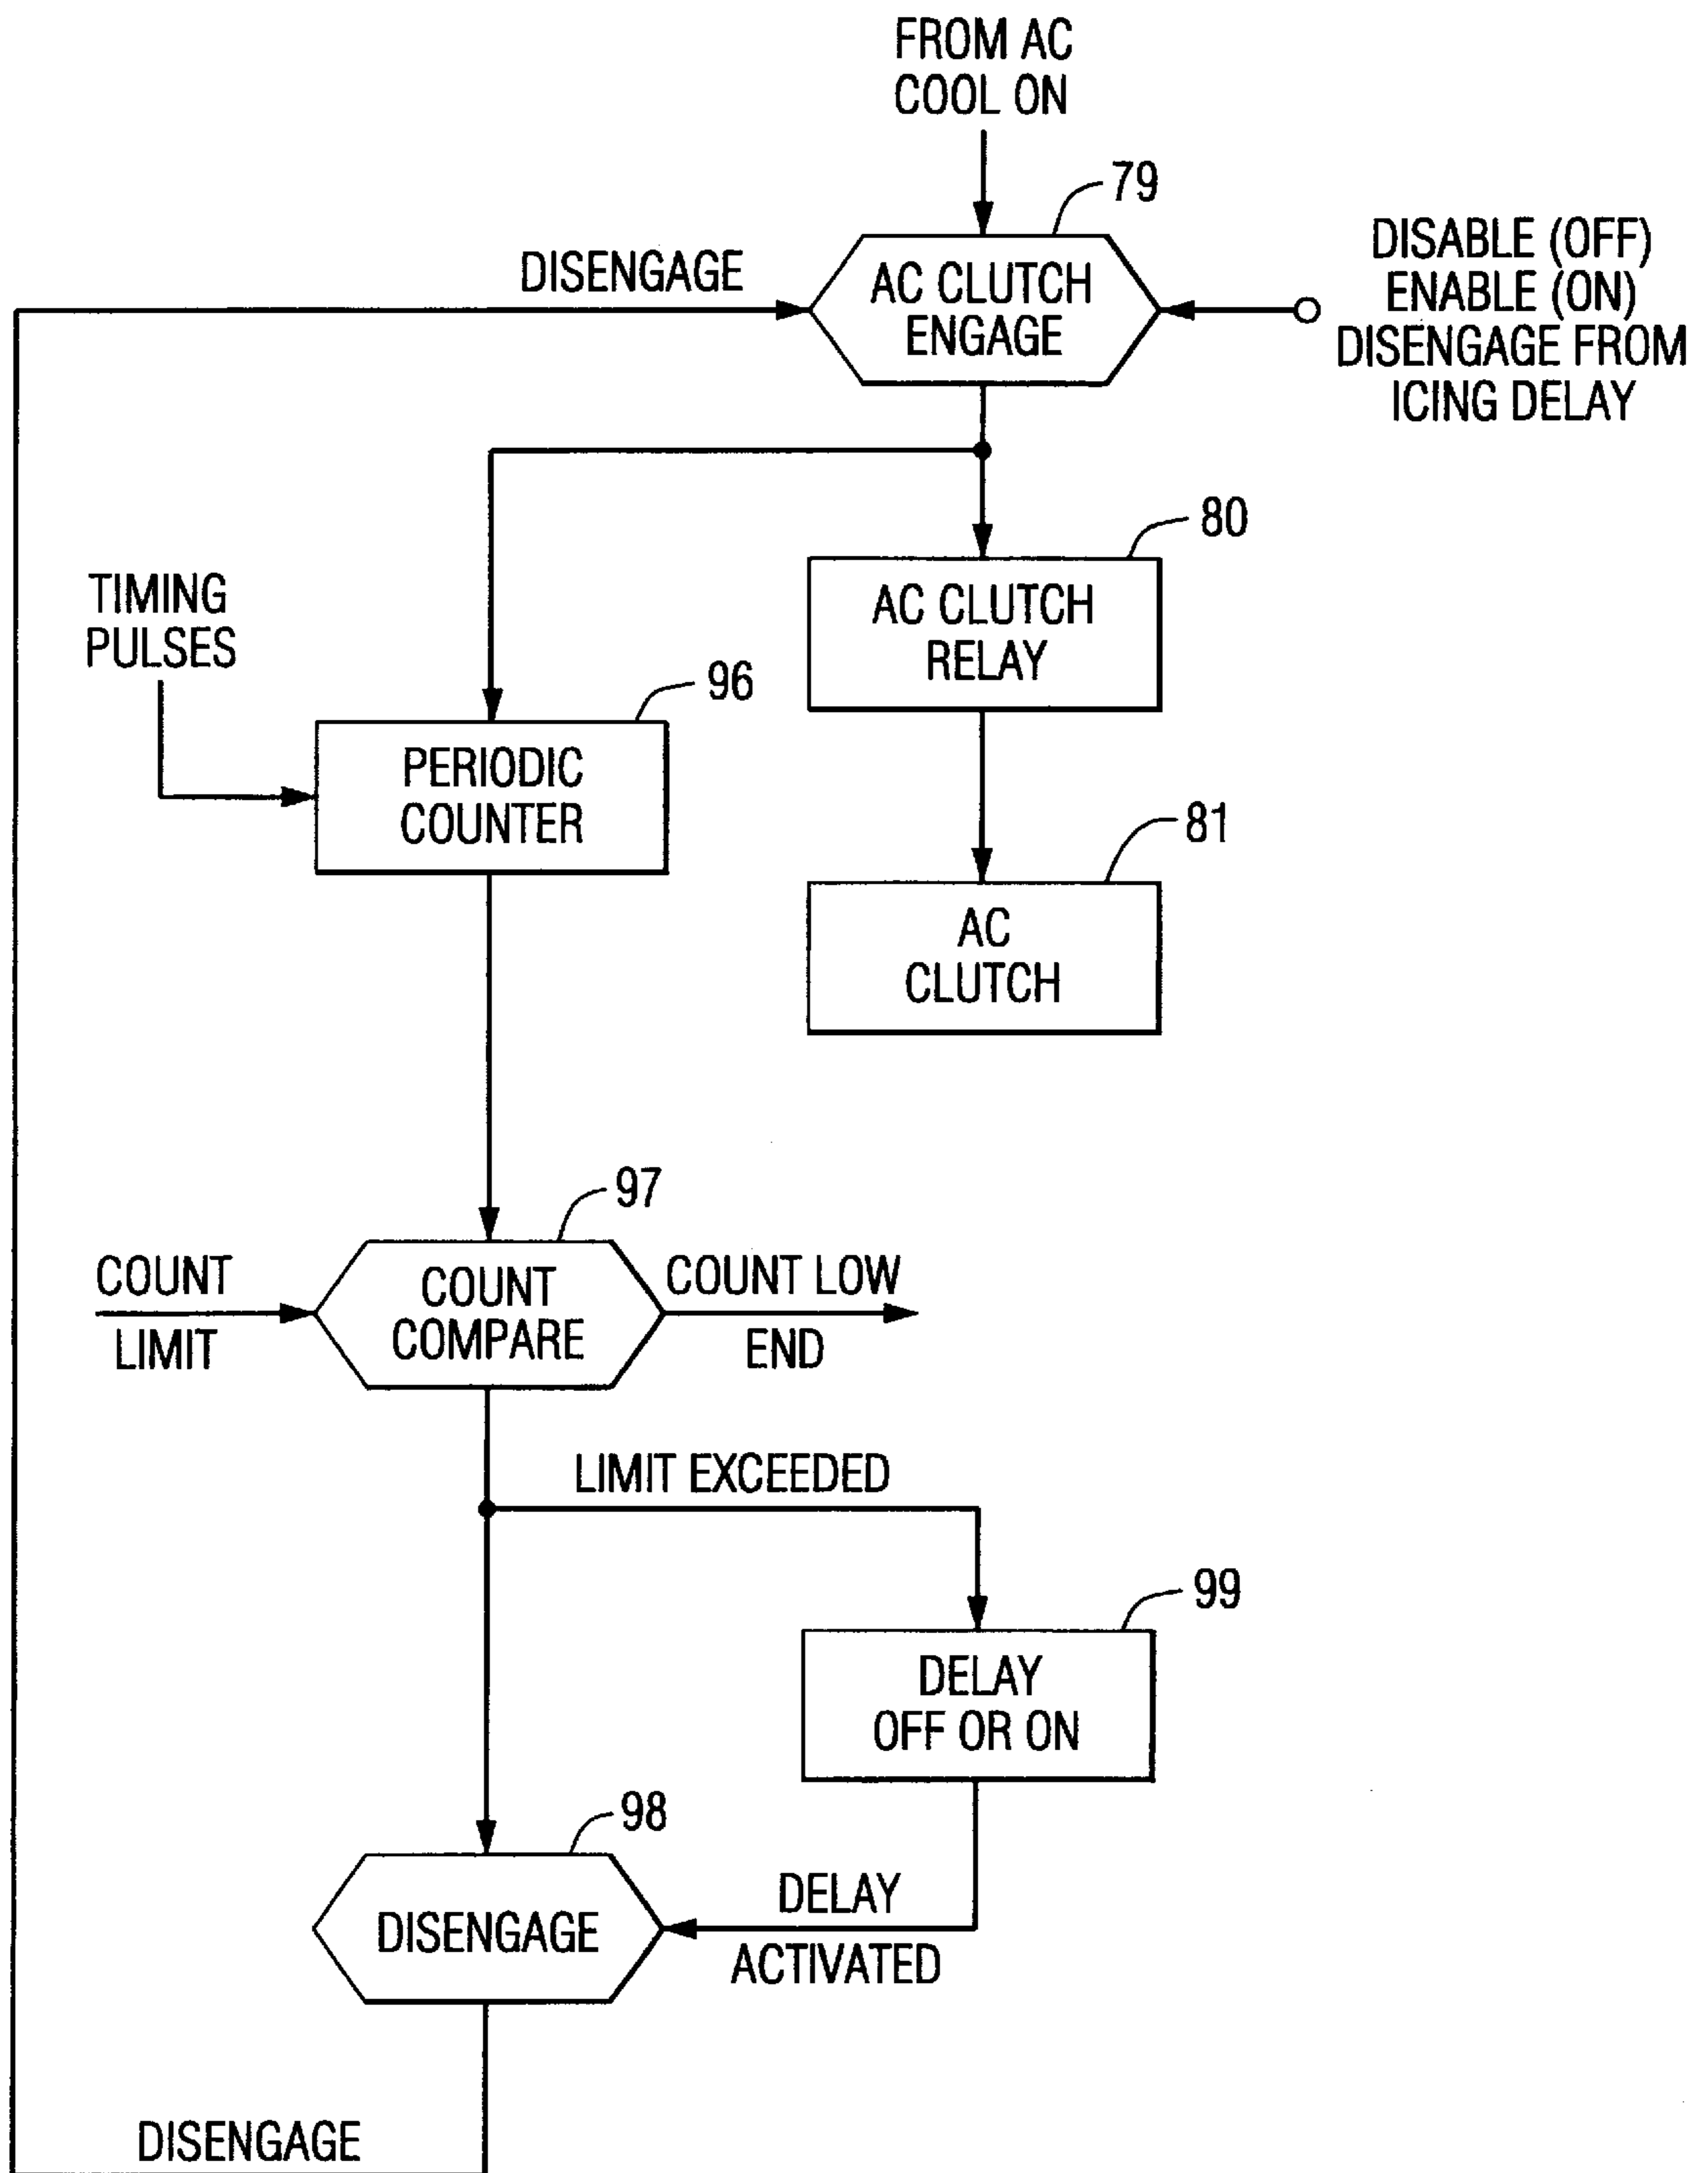 FROM AC
COOL ON
79
DISENGAGE
AC CLUTCH
ENGAGE
DISABLE (OFF)
ENABLE (ON)
DISENGAGE FROM
ICING DELAY
80
TIMING
PULSES
AC CLUTCH
RELAY
96
PERIODIC
COUNTER
81
AC
CLUTCH
97
COUNT
LIMIT
COUNT
COMPARE
COUNT LOW
END
LIMIT EXCEEDED
99
DELAY
OFF OR ON
98
DISENGAGE
DELAY
ACTIVATED
DISENGAGE